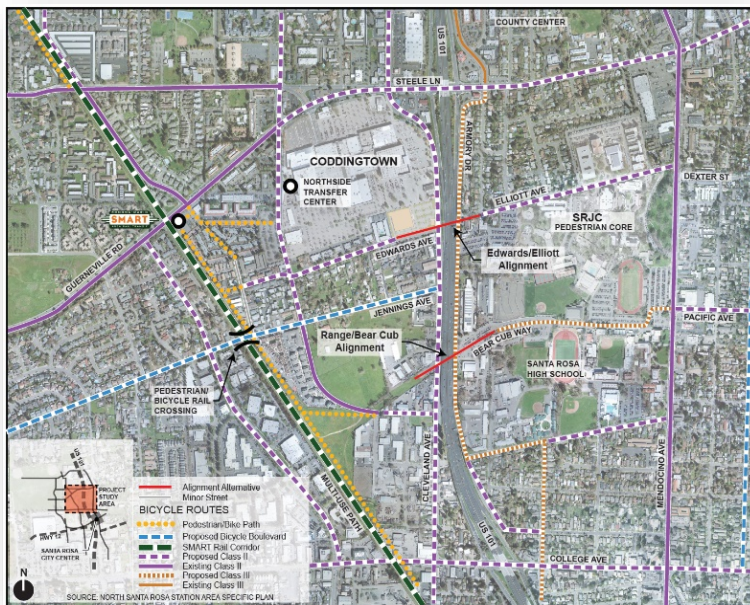 COUNTY CENTER
US 101
STEELE LN
ARMORY DR
CODDINGTOWN
NORTHSIDE
TRANSFER
CENTER
DEXTER ST
ELLIOTT AVE
SRJC
PEDESTRIAN CORE
SMART
GUERNEVILLE RD
EDWARDS AVE
Edwards/Elliott
Alignment
JENNINGS AVE
Range/Bear Cub
Alignment
BEAR CUB WAY
PACIFIC AVE
SANTA ROSA
HIGH SCHOOL
PEDESTRIAN/
BICYCLE RAIL
CROSSING
CLEVELAND AVE
MENDOCINO AVE
MULTI-USE PATH
US 101
COLLEGE AVE
US 101
PROJECT
STUDY
AREA
HWY 12
SANTA ROSA
CITY CENTER
N
Alignment Alternative
Minor Street
BICYCLE ROUTES
Pedestrian/Bike Path
Proposed Bicycle Boulevard
SMART Rail Corridor
Proposed Class II
Existing Class II
Proposed Class III
Existing Class III
SOURCE: NORTH SANTA ROSA STATION AREA SPECIFIC PLAN